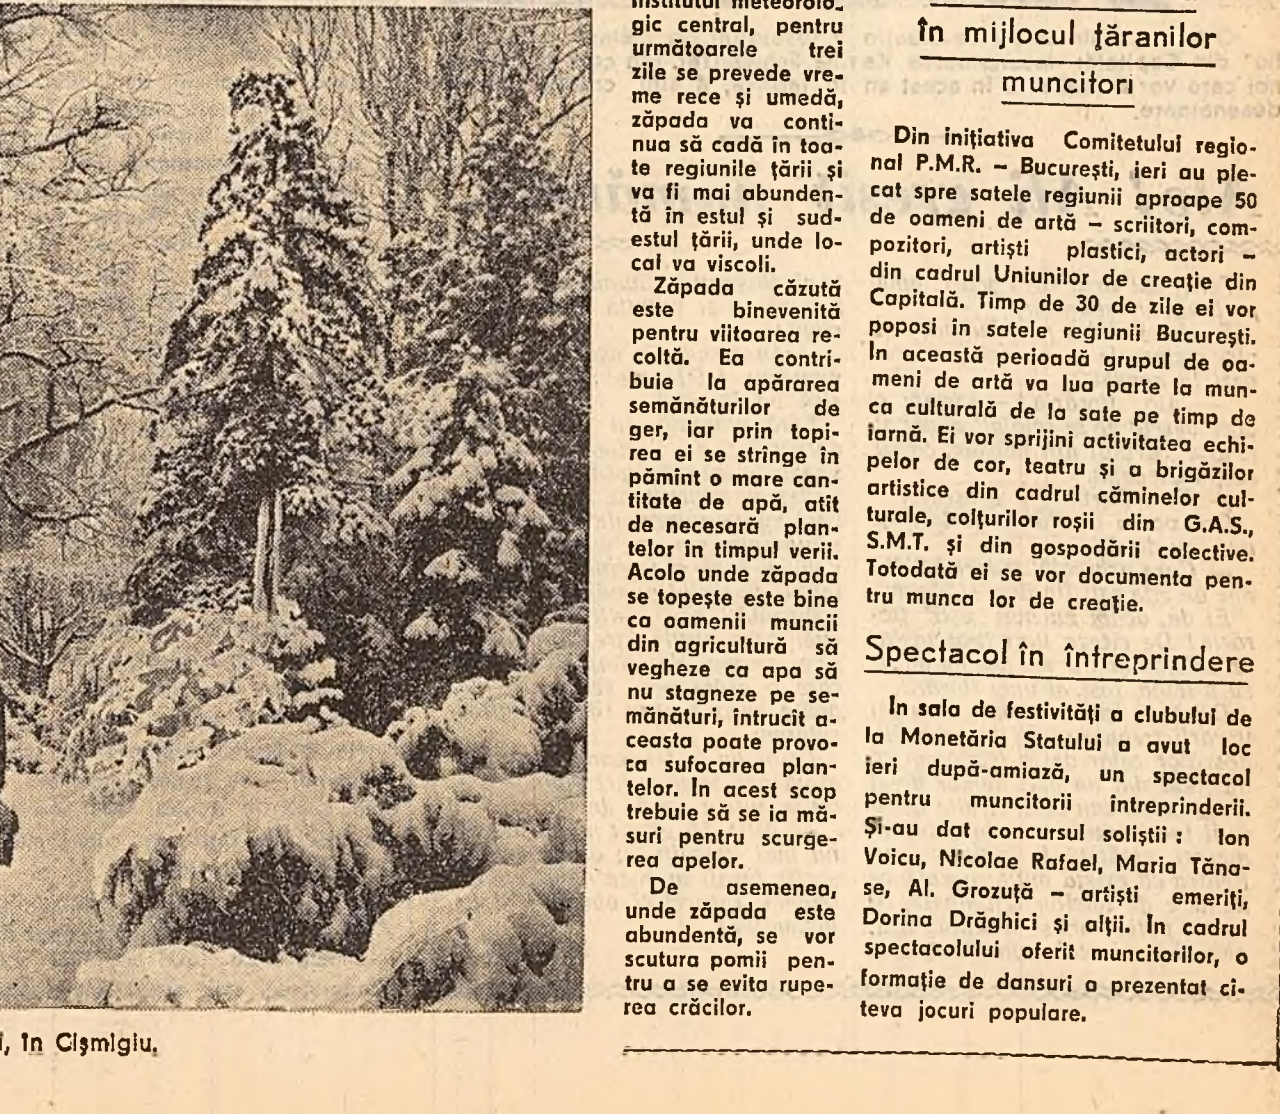 Institutul meteorolo-
gic central, pentru
următoarele trei
zile se prevede vre-
me rece și umedă,
zăpada va conti-
nua să cadă în toa-
te regiunile țării și
va fi mai abunden-
tă în estul și sud-
estul țării, unde lo-
cal va viscoli.
Zăpada căzută
este binevenită
pentru viitoarea re-
coltă. Ea contri-
buie la apărarea
semănăturilor de
ger, iar prin topi-
rea ei se strînge în
pămînt o mare can-
titate de apă, atît
de necesară plan-
telor în timpul verii.
Acolo unde zăpada
se topește este bine
ca oamenii muncii
din agricultură să
vegheze ca apa să
nu stagneze pe se-
mănături, întrucît a-
ceasta poate provo-
ca sufocarea plan-
telor. In acest scop
trebuie să se ia mă-
suri pentru scurge-
rea apelor.
De asemenea,
unde zăpada este
abundentă, se vor
scutura pomii pen-
tru a se evita rupe-
rea crăcilor.
în mijlocul țăranilor
muncitori
Din inițiativa Comitetului regio-
nal P.M.R. – București, ieri au ple-
cat spre satele regiunii aproape 50
de oameni de artă – scriitori, com-
pozitori, artiști plastici, actori –
din cadrul Uniunilor de creație din
Capitală. Timp de 30 de zile ei vor
poposi în satele regiunii București.
In această perioadă grupul de oa-
meni de artă va lua parte la mun-
ca culturală de la sate pe timp de
iarnă. Ei vor sprijini activitatea echi-
pelor de cor, teatru și a brigăzilor
artistice din cadrul căminelor cul-
turale, colțurilor roșii din G.A.S.,
S.M.T. și din gospodării colective.
Totodată ei se vor documenta pen-
tru munca lor de creație.
Spectacol în întreprindere
In sala de festivități a clubului de
la Monetăria Statului a avut loc
ieri după-amiază, un spectacol
pentru muncitorii întreprinderii.
Și-au dat concursul soliștii : Ion
Voicu, Nicolae Rafael, Maria Tăna-
se, Al. Grozuță – artiști emeriți,
Dorina Drăghici și alții. In cadrul
spectacolului oferit muncitorilor, o
formație de dansuri a prezentat cî-
teva jocuri populare.
i, în Cișmigiu.